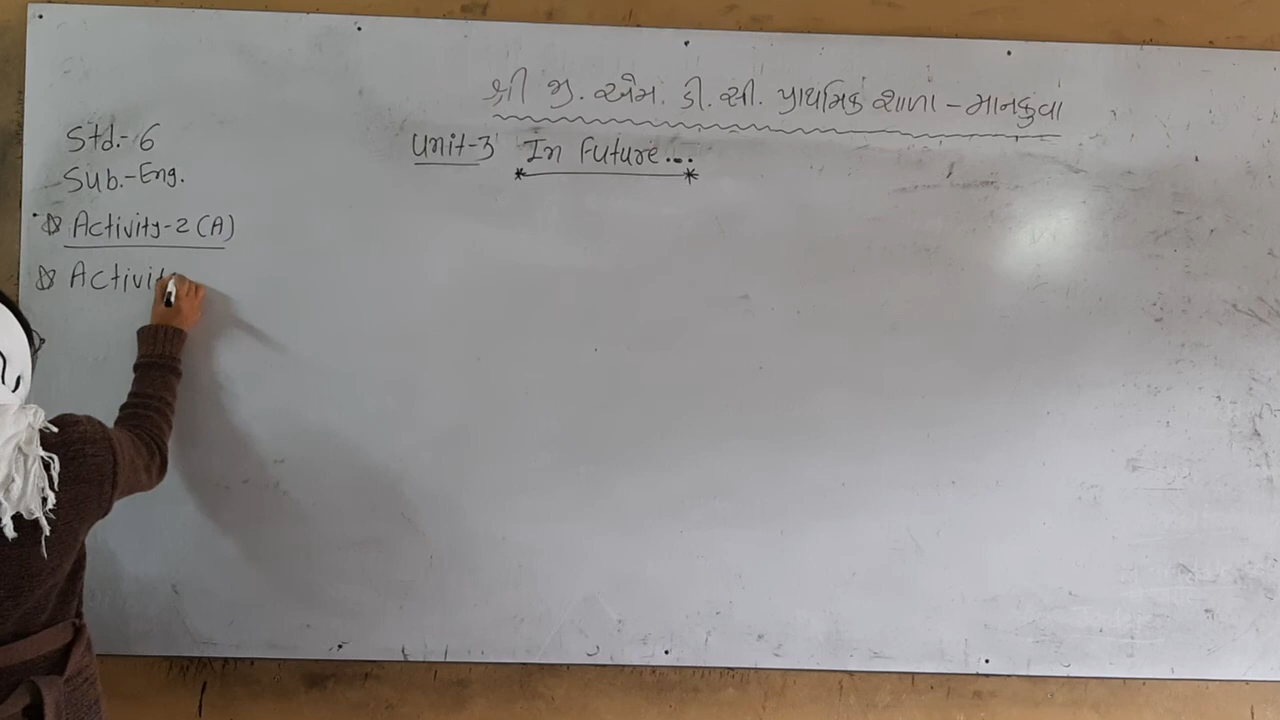 શ્રી જી. એમ. ડી. સી. પ્રાથમિક શાળા - માનકુવા
Std:- 6
Unit-3 In Future...
Sub.-Eng.
Activity-2 (A)
Activit